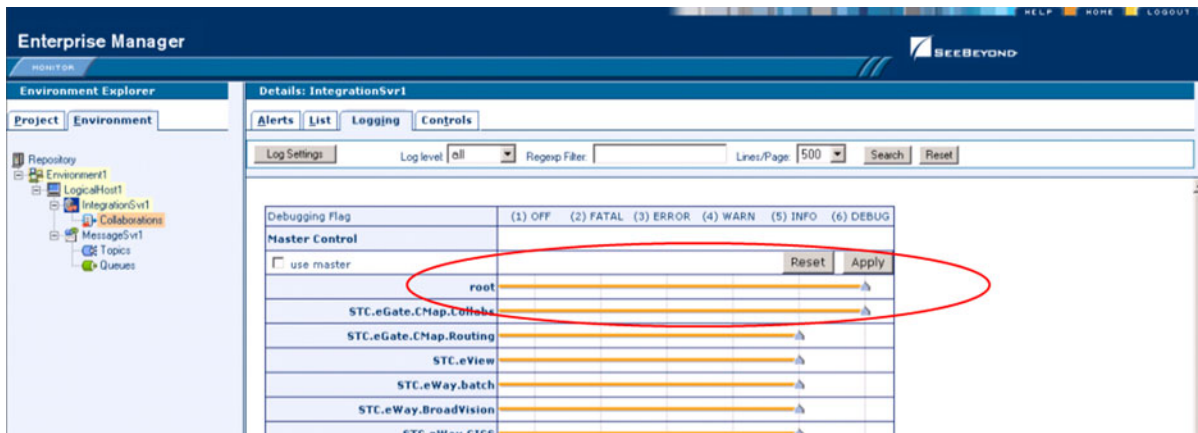 HELP HOME LOGOUT
Enterprise Manager
SEEBEYOND
MONITOR
Environment Explorer
Details: IntegrationSvr1
Project Environment
Alerts List Logging Controls
Log Settings Log level: all Regexp Filter: Lines/Page: 500 Search Reset
Repository
Environment1
LogicalHost1
IntegrationSvr1
Collaborations
MessageSvr1
Topics
Queues
Debugging Flag (1) OFF (2) FATAL (3) ERROR (4) WARN (5) INFO (6) DEBUG
Master Control
use master Reset Apply
root
STC.eGate.CMap.Collabs
STC.eGate.CMap.Routing
STC.eView
STC.eWay.batch
STC.eWay.BroadVision